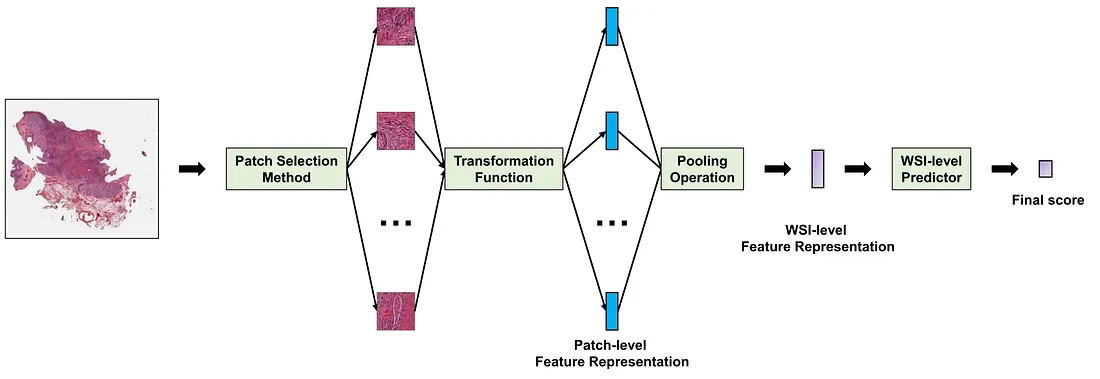 Patch Selection
Method
Transformation
Function
Pooling
Operation
WSI-level
Predictor
Final score
WSI-level
Feature Representation
Patch-level
Feature Representation